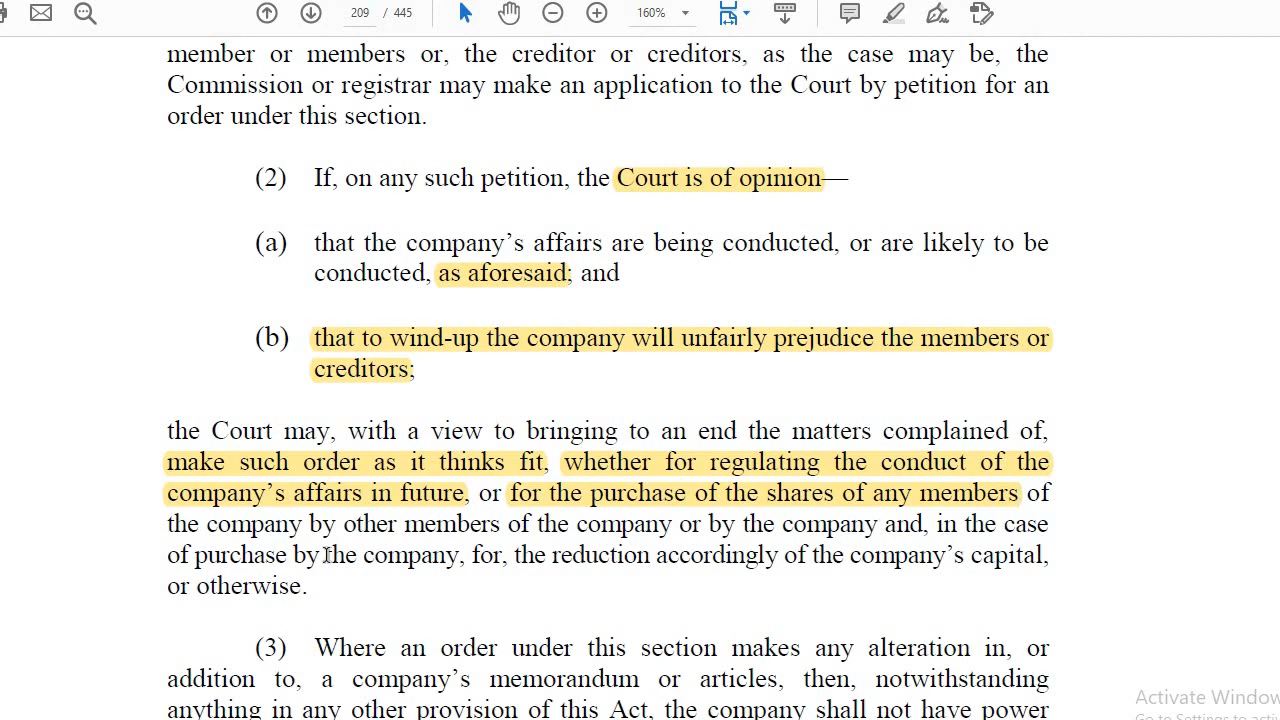 209 / 445 160%
member or members or, the creditor or creditors, as the case may be, the
Commission or registrar may make an application to the Court by petition for an
order under this section.
(2) If, on any such petition, the Court is of opinion—
(a) that the company’s affairs are being conducted, or are likely to be
conducted, as aforesaid; and
(b) that to wind-up the company will unfairly prejudice the members or
creditors;
the Court may, with a view to bringing to an end the matters complained of,
make such order as it thinks fit, whether for regulating the conduct of the
company’s affairs in future, or for the purchase of the shares of any members of
the company by other members of the company or by the company and, in the case
of purchase by the company, for, the reduction accordingly of the company’s capital,
or otherwise.
(3) Where an order under this section makes any alteration in, or
addition to, a company’s memorandum or articles, then, notwithstanding
anything in any other provision of this Act, the company shall not have power
Activate Window